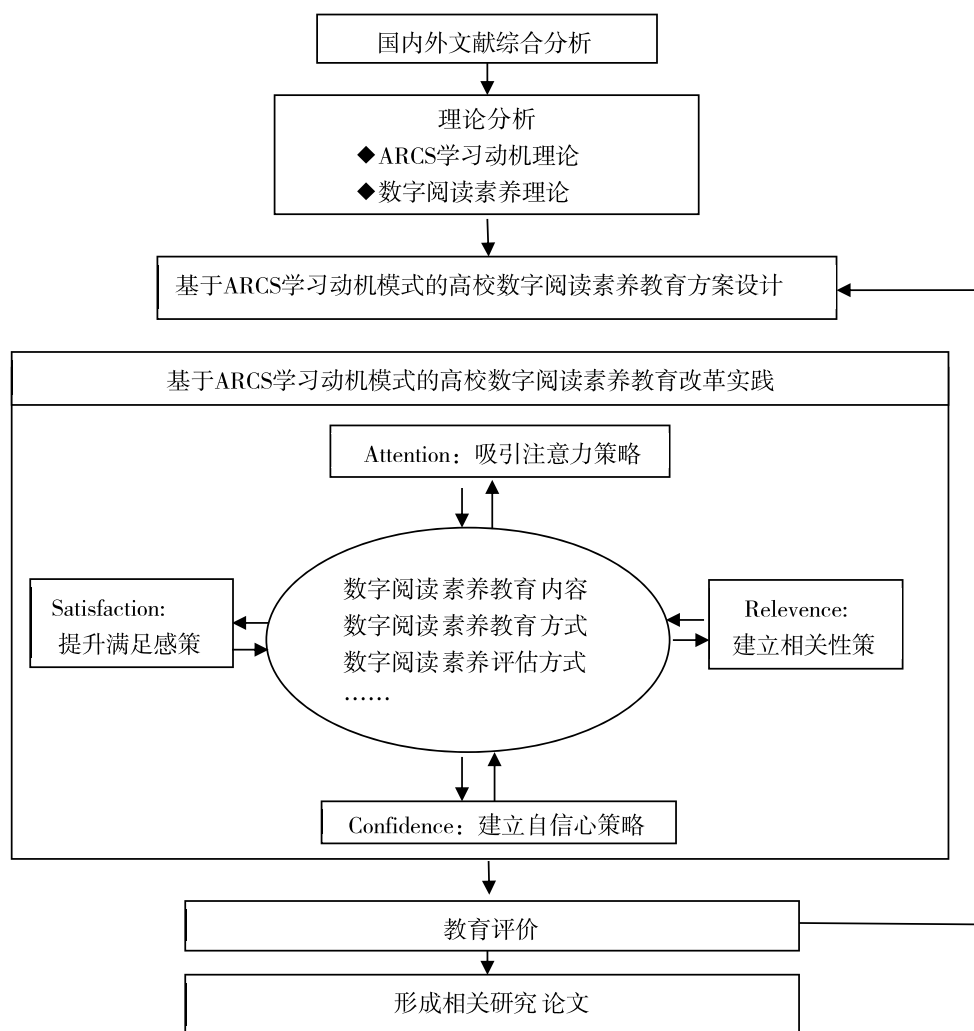 国内外文献综合分析
理论分析
◆ARCS学习动机理论
◆数字阅读素养理论
基于ARCS学习动机模式的高校数字阅读素养教育方案设计
基于ARCS学习动机模式的高校数字阅读素养教育改革实践
Attention：吸引注意力策略
数字阅读素养教育内容
数字阅读素养教育方式
数字阅读素养评估方式
……
Satisfaction:
提升满足感策
Relevence:
建立相关性策
Confidence：建立自信心策略
教育评价
形成相关研究论文